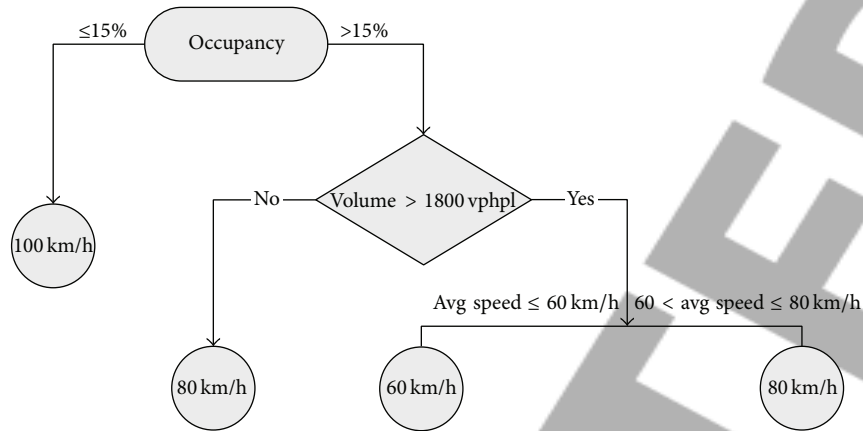 ≤15%
Occupancy
>15%
No
Volume > 1800 vphpl
Yes
100 km/h
Avg speed ≤ 60 km/h
60 < avg speed ≤ 80 km/h
80 km/h
60 km/h
80 km/h